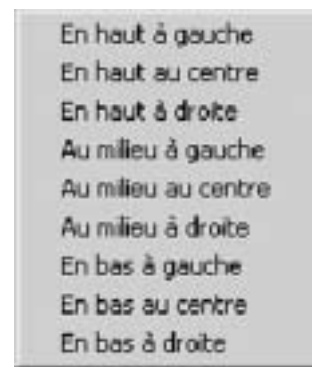 En haut à gauche
En haut au centre
En haut à droite
Au milieu à gauche
Au milieu au centre
Au milieu à droite
En bas à gauche
En bas au centre
En bas à droite